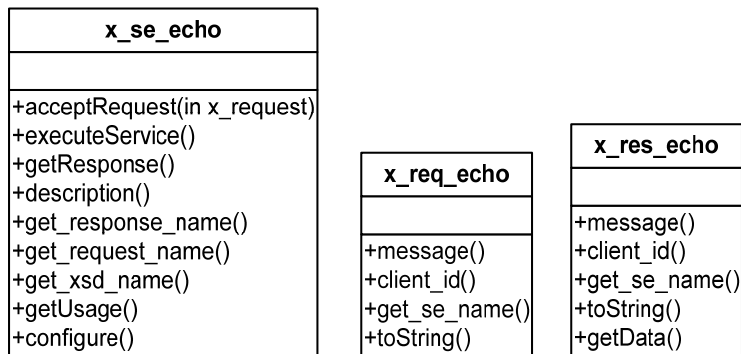 x_se_echo
+acceptRequest(in x_request)
+executeService()
+getResponse()
+description()
+get_response_name()
+get_request_name()
+get_xsd_name()
+getUsage()
+configure()
x_req_echo
+message()
+client_id()
+get_se_name()
+toString()
x_res_echo
+message()
+client_id()
+get_se_name()
+toString()
+getData()